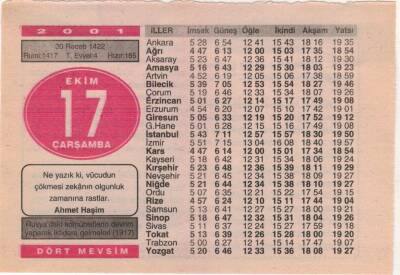 2001
30 Receb 1422
Rumi:1417 T. Evvel:4 Hızır:165
EKİM
17
ÇARŞAMBA
Ne yazık ki, vücudun
çökmesi zekânın olgunluk
zamanına rastlar.
Ahmet Haşim
Rusya'daki komünistlerin devrim
yaparak iktidara gelmeleri (1917)
DÖRT MEVSİM
İLLER İmsak Güneş Öğle İkindi Akşam Yatsı
Ankara 5 28 6 54 12 41 15 43 18 16 19 35
Ağrı 4 47 6 13 12 00 15 03 17 35 18 54
Aksaray 5 23 6 47 12 36 15 41 18 12 19 30
Amasya 5 16 6 43 12 29 15 30 18 03 19 23
Artvin 4 52 6 19 12 05 15 06 17 38 18 59
Bilecik 5 39 7 05 12 53 15 54 18 27 19 46
Çorum 5 19 6 46 12 33 15 34 18 07 19 26
Erzincan 5 01 6 27 12 14 15 17 17 49 19 08
Erzurum 4 54 6 20 12 07 15 10 17 42 19 01
Giresun 5 05 6 33 12 19 15 20 17 52 19 12
G.Hane 5 01 6 28 12 15 15 16 17 49 19 08
İstanbul 5 43 7 11 12 57 15 57 18 30 19 50
İzmir 5 51 7 15 13 04 16 08 18 40 19 57
Kars 4 47 6 14 12 00 15 01 17 34 18 54
Kayseri 5 18 6 42 12 31 15 35 18 07 19 24
Kırşehir 5 23 6 48 12 36 15 39 18 11 19 29
Nevşehir 5 21 6 45 12 34 15 38 18 10 19 27
Niğde 5 21 6 44 12 34 15 38 18 10 19 27
Ordu 5 07 6 35 12 21 15 22 17 54 19 15
Rize 4 57 6 24 12 10 15 11 17 44 19 04
Samsun 5 13 6 41 12 27 15 28 18 00 19 21
Sinop 5 18 6 47 12 32 15 31 18 04 19 26
Sivas 5 11 6 37 12 24 15 27 17 59 19 18
Tokat 5 13 6 39 12 26 15 28 18 00 19 20
Trabzon 5 00 6 27 12 14 15 14 17 47 19 07
Yozgat 5 20 6 46 12 33 15 36 18 08 19 27